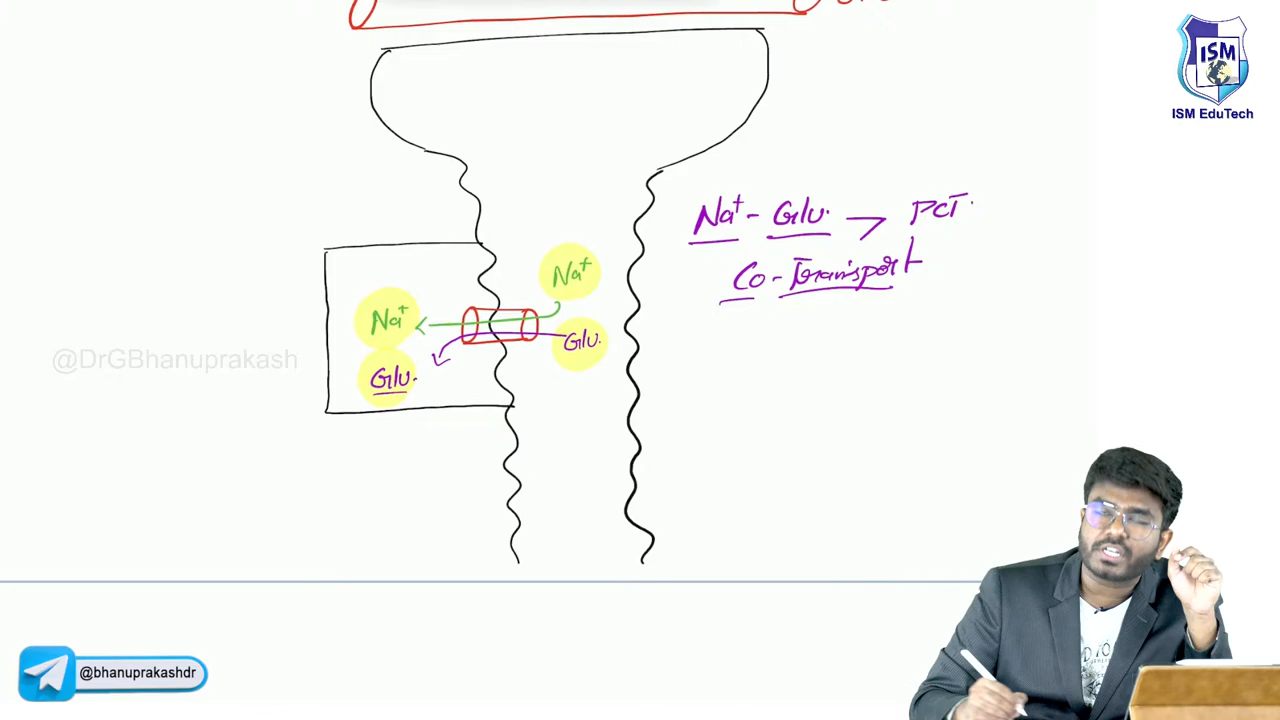 ISM
ISM EduTech
Na+ - Glu. → PCT.
Co-Transport
Na+
Na+
Glu.
Glu.
@DrGBhanuprakash
@bhanuprakashdr